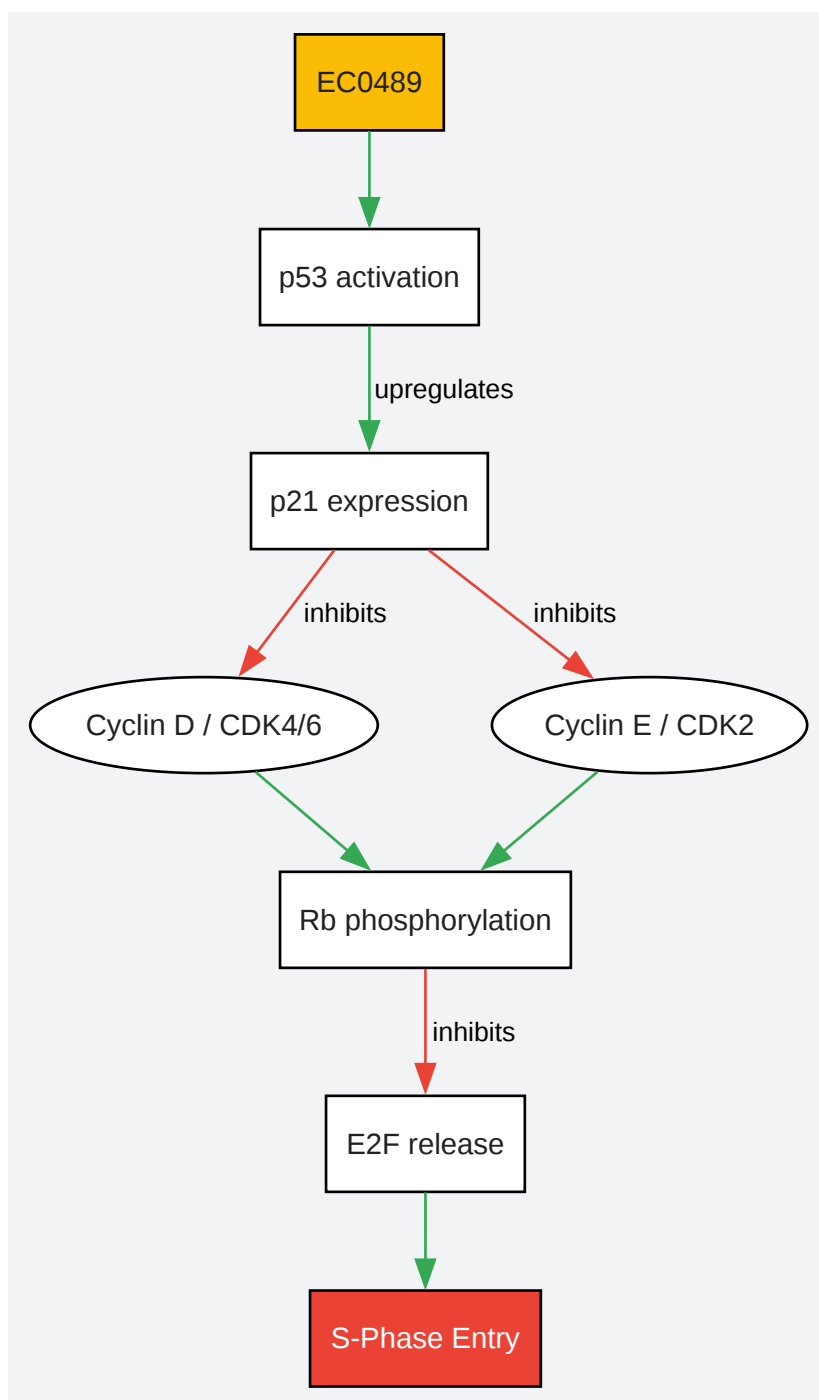 EC0489
p53 activation
upregulates
p21 expression
inhibits
inhibits
Cyclin D / CDK4/6
Cyclin E / CDK2
Rb phosphorylation
inhibits
E2F release
S-Phase Entry